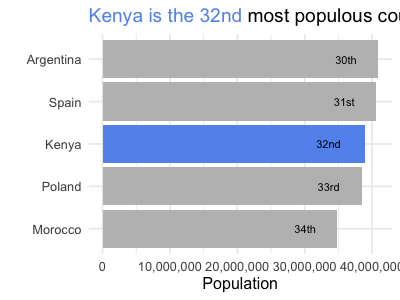 Kenya is the 32nd most populous
Argentina 30th
Spain 31st
Kenya 32nd
Poland 33rd
Morocco 34th
0 10,000,000 20,000,000 30,000,000 40,000,000
Population